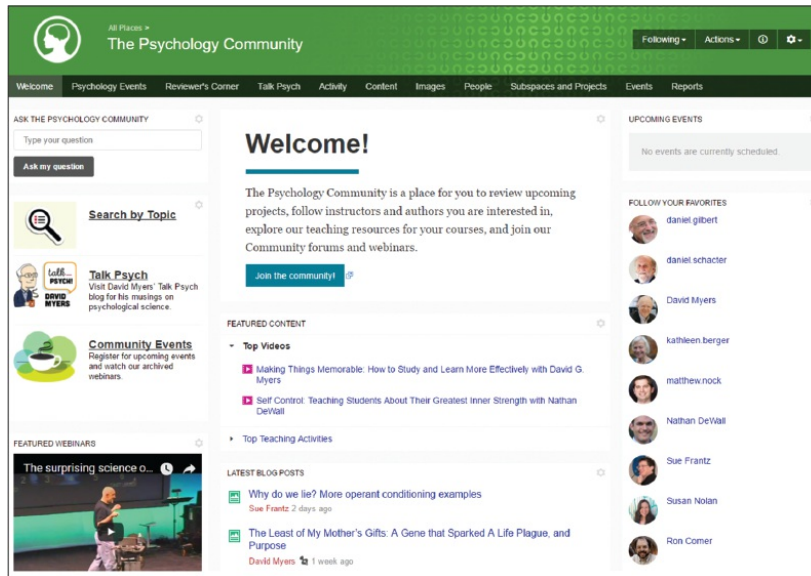 All Places >
The Psychology Community
Following
Actions
Welcome
Psychology Events
Reviewer's Corner
Talk Psych
Activity
Content
Images
People
Subspaces and Projects
Events
Reports
ASK THE PSYCHOLOGY COMMUNITY
Type your question
Ask my question
Search by Topic
talk...
PSYCH!
DAVID
MYERS
Talk Psych
Visit David Myers' Talk Psych
blog for his musings on
psychological science.
Community Events
Register for upcoming events
and watch our archived
webinars.
FEATURED WEBINARS
The surprising science o...
Welcome!
The Psychology Community is a place for you to review upcoming
projects, follow instructors and authors you are interested in,
explore our teaching resources for your courses, and join our
Community forums and webinars.
Join the community!
FEATURED CONTENT
Top Videos
Making Things Memorable: How to Study and Learn More Effectively with David G.
Myers
Self Control: Teaching Students About Their Greatest Inner Strength with Nathan
DeWall
Top Teaching Activities
LATEST BLOG POSTS
Why do we lie? More operant conditioning examples
Sue Frantz 2 days ago
The Least of My Mother's Gifts: A Gene that Sparked A Life Plague, and
Purpose
David Myers 1 week ago
UPCOMING EVENTS
No events are currently scheduled.
FOLLOW YOUR FAVORITES
daniel.gilbert
daniel.schacter
David Myers
kathleen.berger
matthew.nock
Nathan DeWall
Sue Frantz
Susan Nolan
Ron Comer